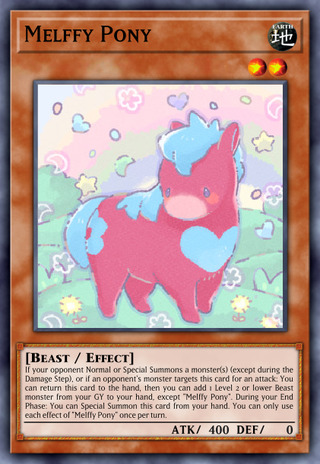 Melffy Pony
EARTH
地
[Beast / Effect]
If your opponent Normal or Special Summons a monster(s) (except during the
Damage Step), or if an opponent's monster targets this card for an attack: You
can return this card to the hand, then you can add 1 Level 2 or lower Beast
monster from your GY to your hand, except "Melffy Pony". During your End
Phase: You can Special Summon this card from your hand. You can only use
each effect of "Melffy Pony" once per turn.
ATK/ 400 DEF/ 0